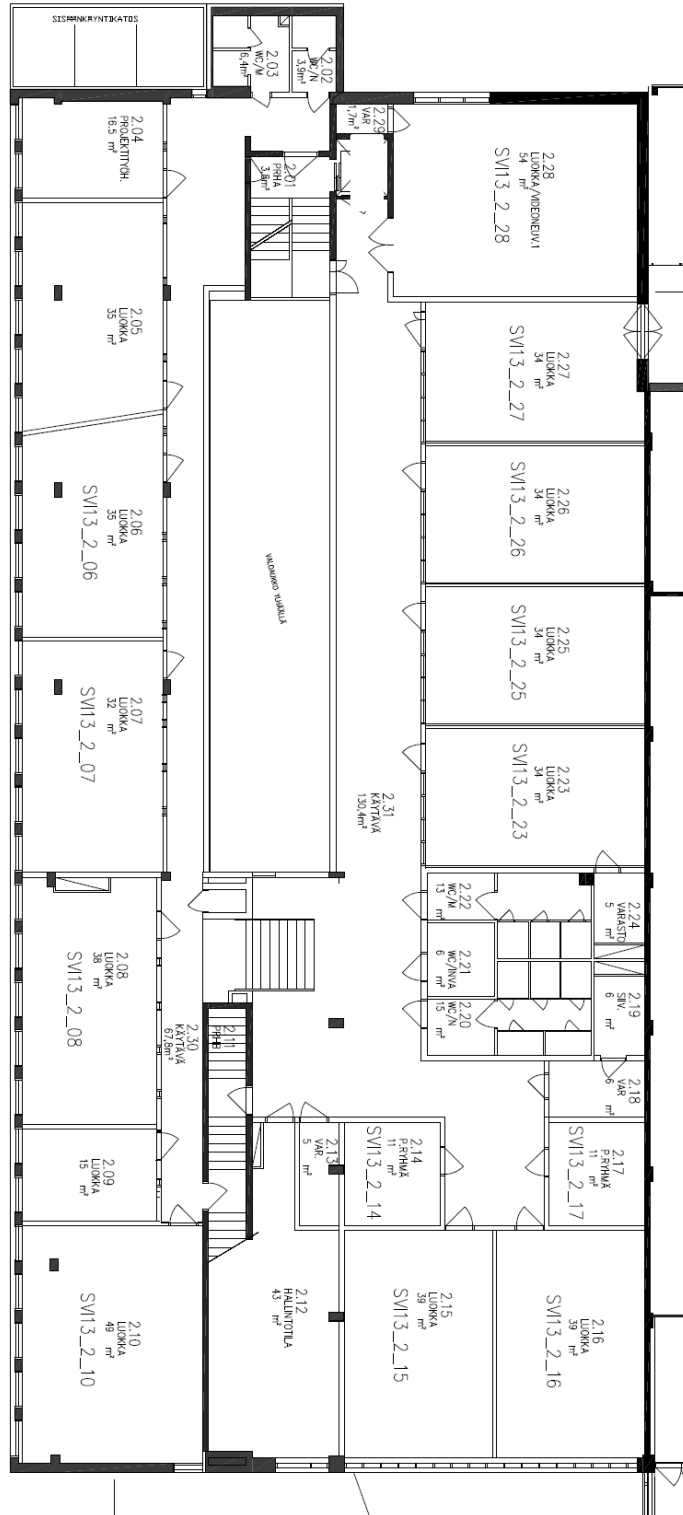 SISÄÄNKÄYNTIKATOS
2.03
WC/M
6,4m²
2.02
WC/N
3,9m²
2.04
PROJEKTITYÖH.
16.5 m²
2.01
PRHA
3,8m²
2.29
VAR
1,7m²
2.28
LUOKKA/VIDEONEUV.1
54 m²
SVI13_2_28
2.05
LUOKKA
35 m²
2.27
LUOKKA
34 m²
SVI13_2_27
2.06
LUOKKA
35 m²
SVI13_2_06
2.26
LUOKKA
34 m²
SVI13_2_26
VALOAUKKO YLHÄÄLLÄ
2.25
LUOKKA
34 m²
SVI13_2_25
2.07
LUOKKA
32 m²
SVI13_2_07
2.23
LUOKKA
34 m²
SVI13_2_23
2.31
KÄYTÄVÄ
130,4m²
2.22
WC/M
13 m²
2.24
VARASTO
5 m²
2.21
WC/INVA
6 m²
2.08
LUOKKA
38 m²
SVI13_2_08
2.20
WC/N
15 m²
2.19
SIIV.
6 m²
2.30
KÄYTÄVÄ
67,8m²
2.11
PRHB
2.18
VAR
6 m²
2.09
LUOKKA
15 m²
2.13
VAR.
5 m²
2.14
P.RYHMÄ
11 m²
SVI13_2_14
2.17
P.RYHMÄ
11 m²
SVI13_2_17
2.10
LUOKKA
49 m²
SVI13_2_10
2.12
HALLINTOTILA
43 m²
2.15
LUOKKA
39 m²
SVI13_2_15
2.16
LUOKKA
39 m²
SVI13_2_16